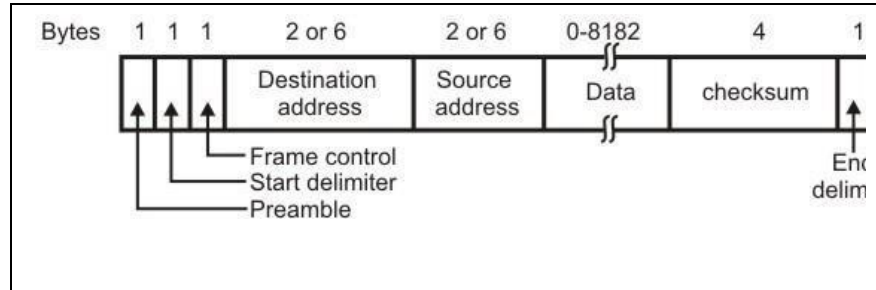 Bytes 1 1 1 2 or 6 2 or 6 0-8182 4 1
Destination address
Source address
Data
checksum
Frame control
Start delimiter
Preamble